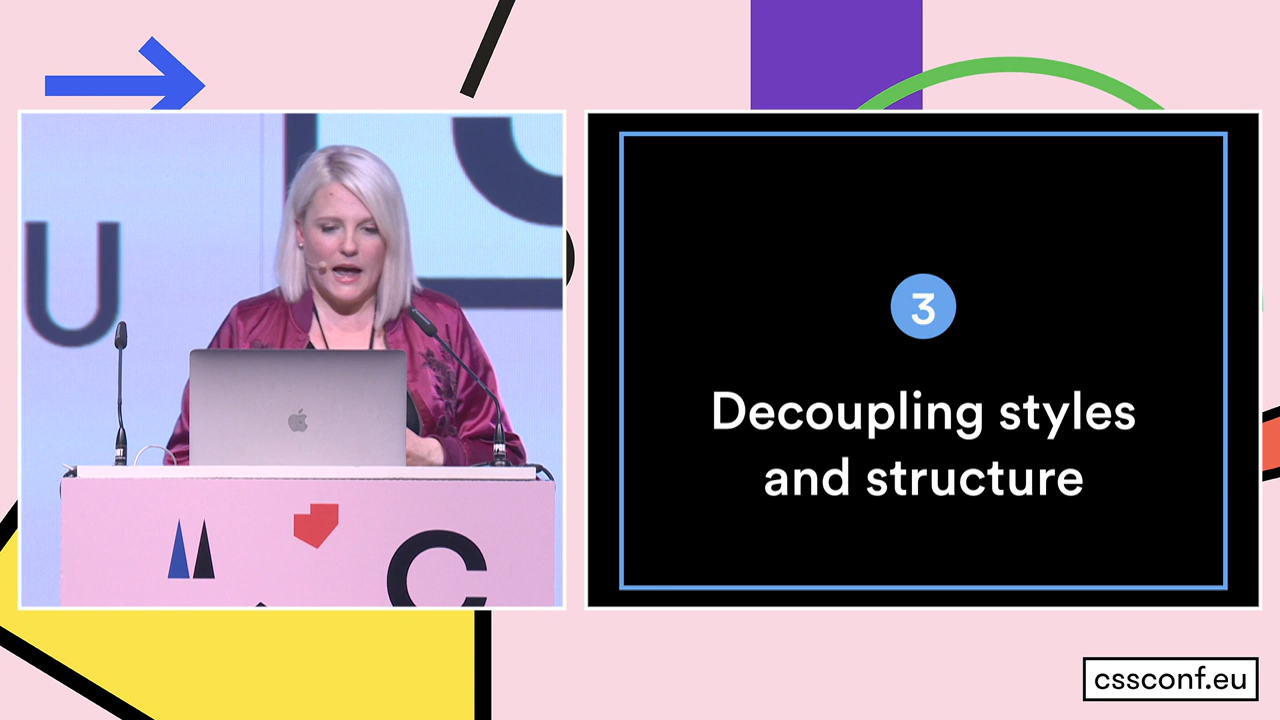 U
3
Decoupling styles
and structure
C
cssconf.eu